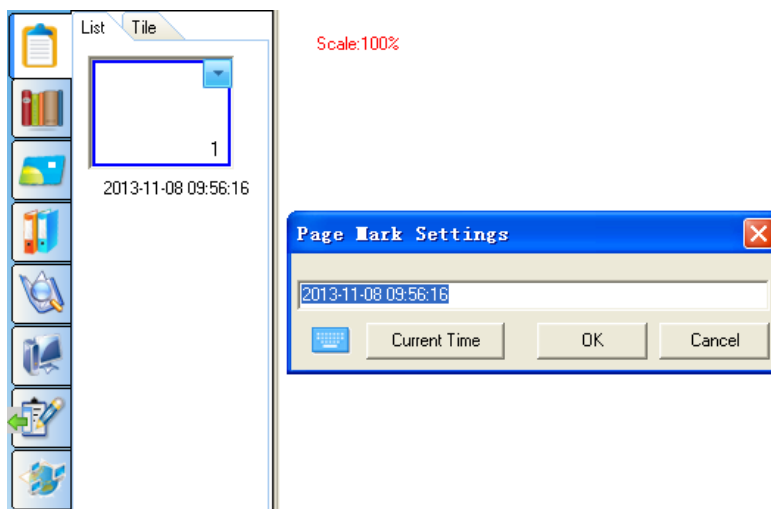 List Tile
Scale:100%
1
2013-11-08 09:56:16
Page Mark Settings
2013-11-08 09:56:16
Current Time OK Cancel